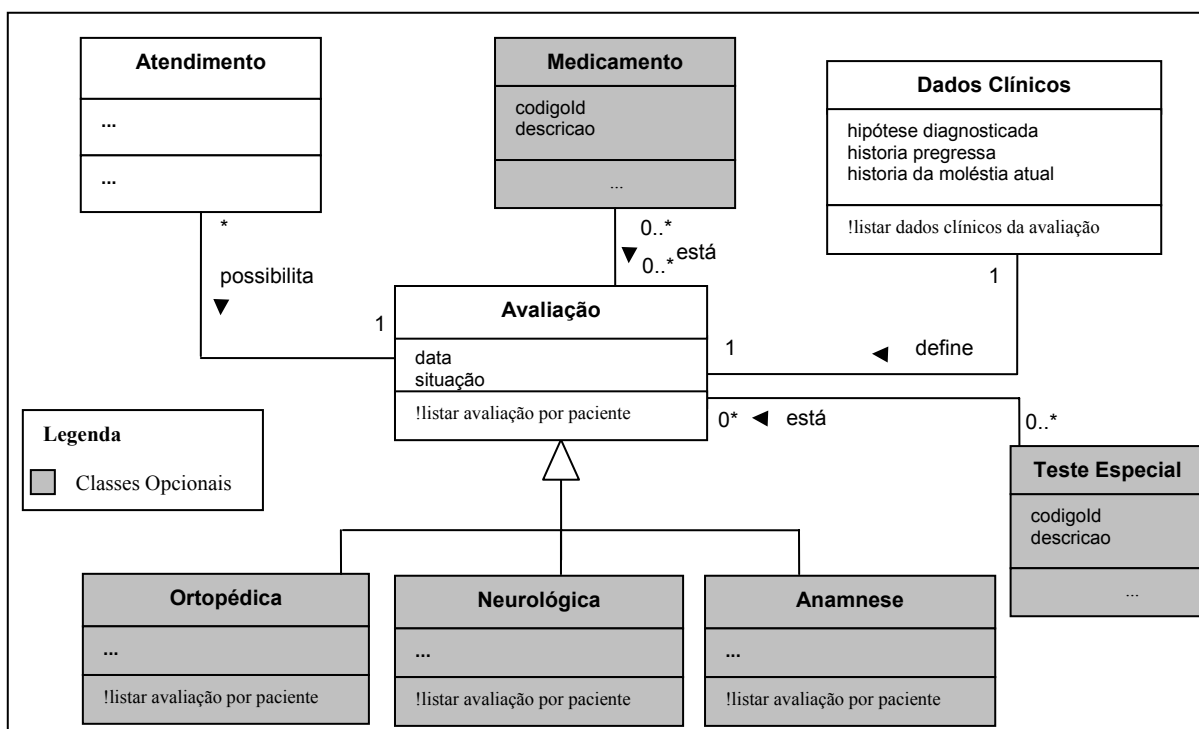 Atendimento
...
...
Medicamento
codigoId
descricao
...
Dados Clínicos
hipótese diagnosticada
historia pregressa
historia da moléstia atual
!listar dados clínicos da avaliação
*
possibilita
1
0..*
está
0..*
1
define
1
Avaliação
data
situação
!listar avaliação por paciente
0*
está
0..*
Legenda
Classes Opcionais
Teste Especial
codigoId
descricao
...
Ortopédica
...
!listar avaliação por paciente
Neurológica
...
!listar avaliação por paciente
Anamnese
...
!listar avaliação por paciente